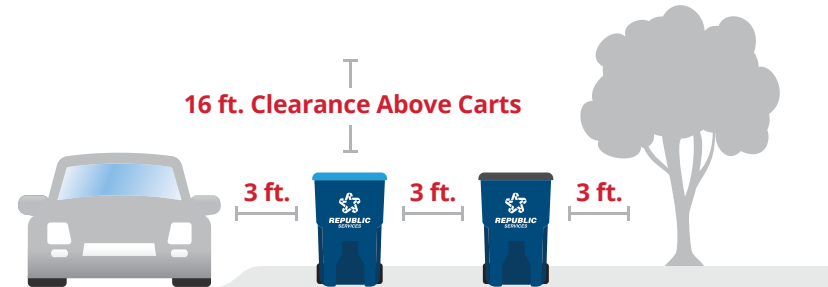 16 ft. Clearance Above Carts
3 ft.
3 ft.
3 ft.
REPUBLIC
SERVICES
REPUBLIC
SERVICES